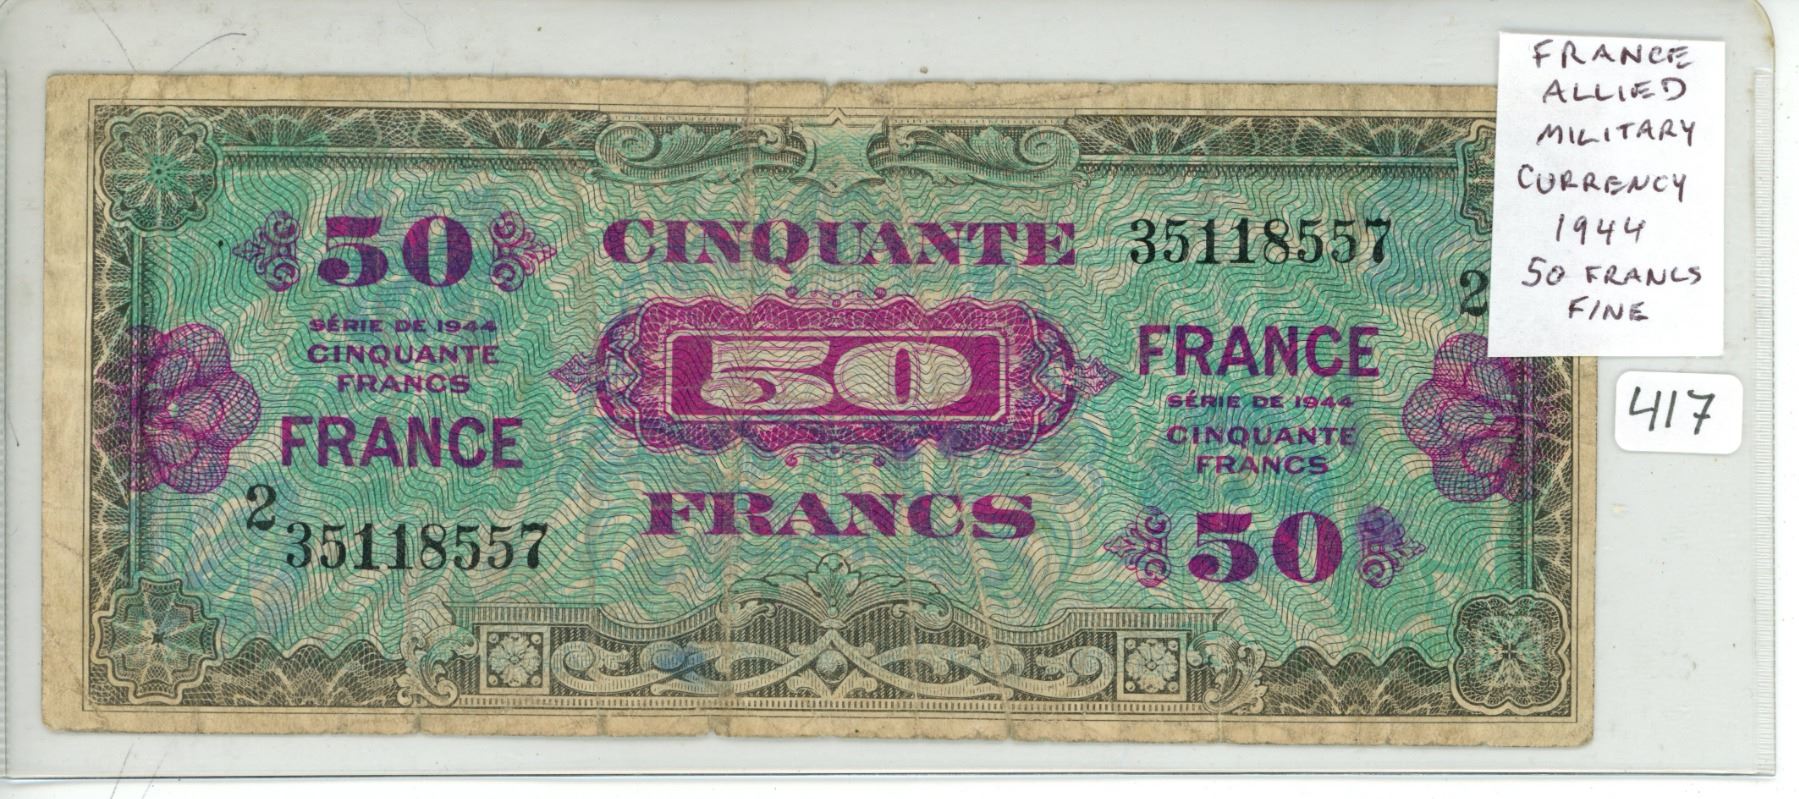 FRANCE
ALLIED
MILITARY
CURRENCY
1944
50 FRANCS
FINE
417
50
CINQUANTE
35118557
2
SÉRIE DE 1944
CINQUANTE
FRANCS
FRANCE
50
FRANCE
SÉRIE DE 1944
CINQUANTE
FRANCS
2
35118557
FRANCS
50